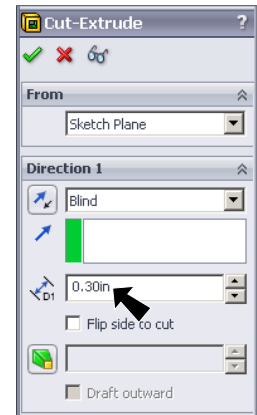 Cut-Extrude ?
From
Sketch Plane
Direction 1
Blind
D1 0.30in
Flip side to cut
Draft outward